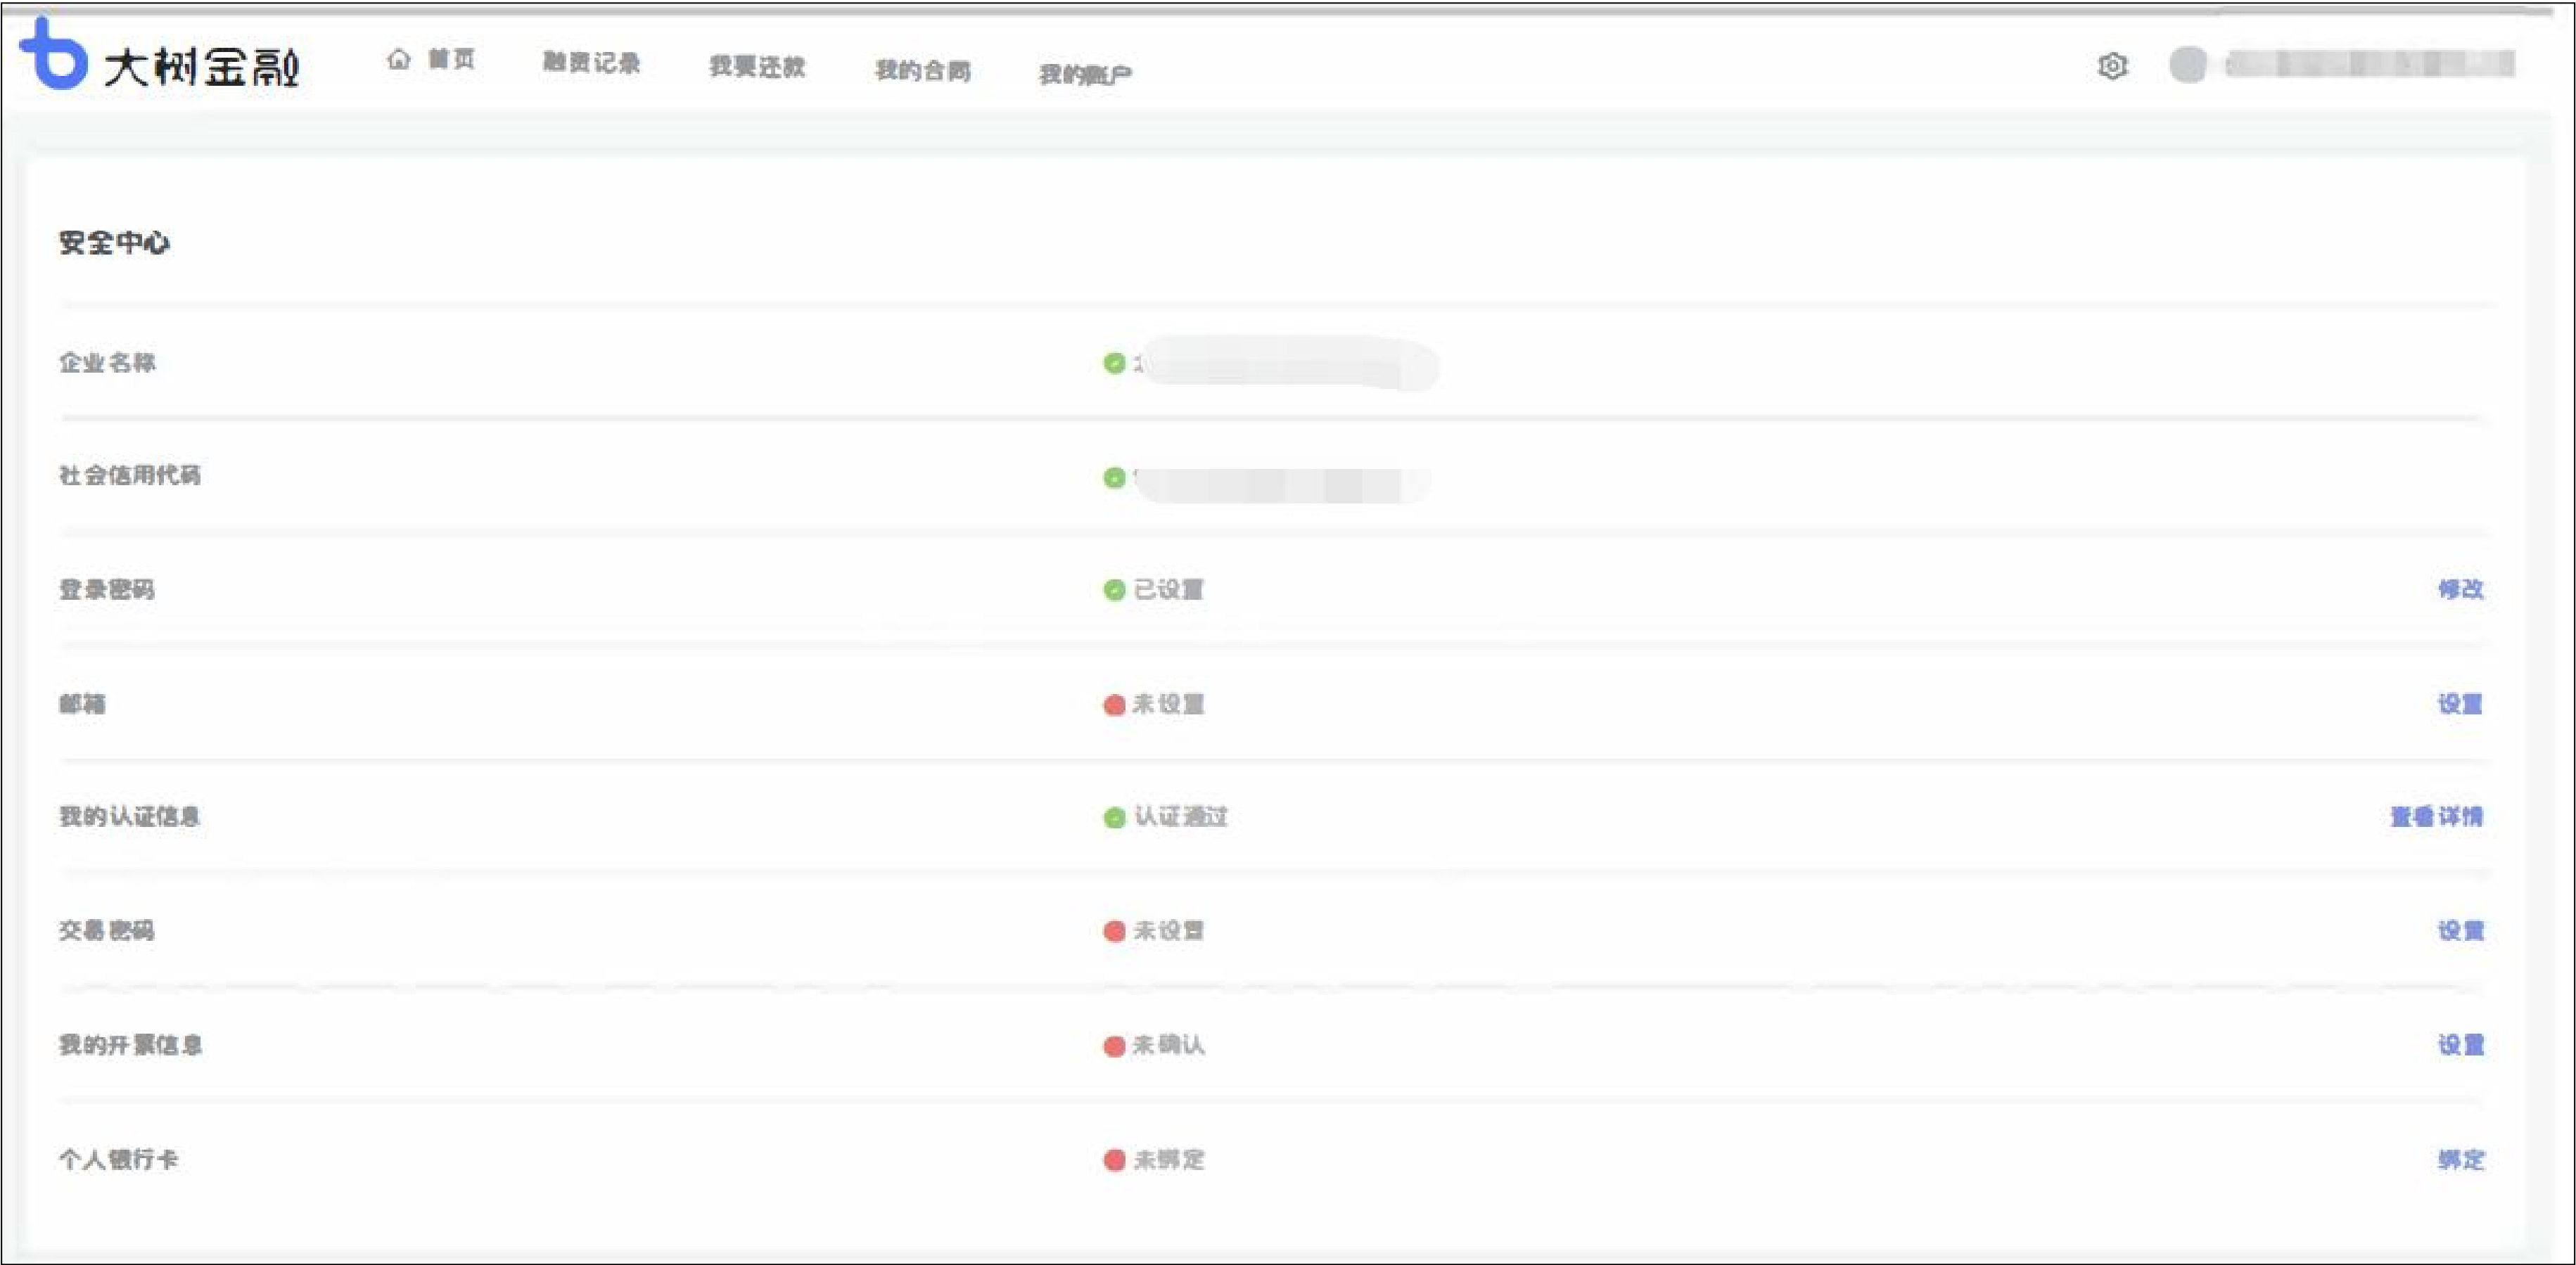 大树金融 首页 融资记录 我要还款 我的合同 我的账户
安全中心
企业名称
社会信用代码
登录密码 已设置 修改
邮箱 未设置 设置
我的认证信息 认证通过 查看详情
交易密码 未设置 设置
我的开票信息 未确认 设置
个人银行卡 未绑定 绑定